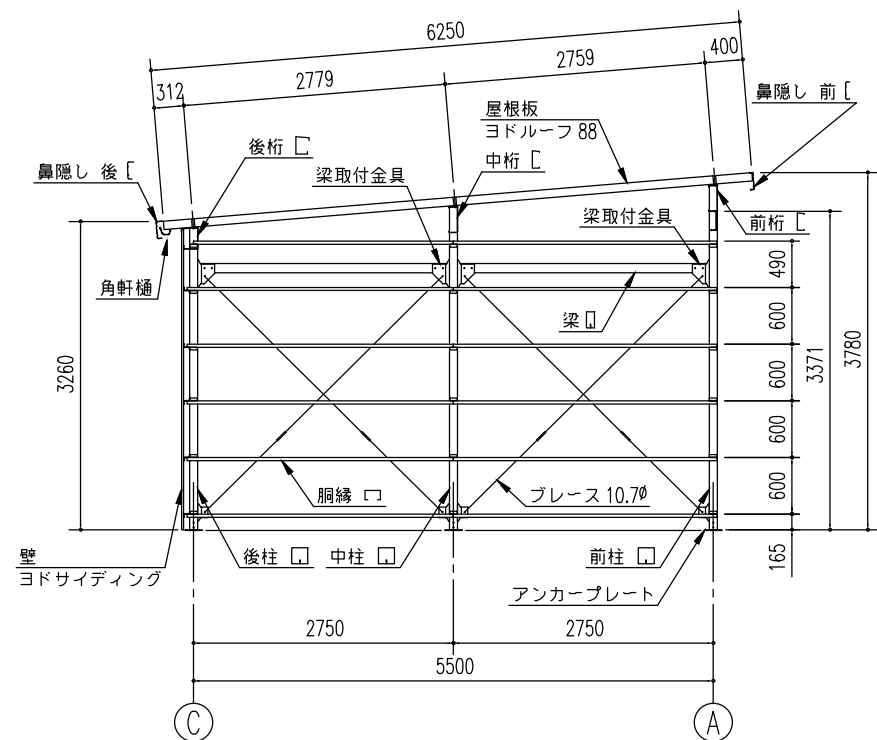 6250
312
2779
2759
400
鼻隠し 前
屋根板
ヨドルーフ 88
後桁
中桁
鼻隠し 後
梁取付金具
梁取付金具
前桁
角軒樋
梁
490
600
600
600
600
165
3371
3780
3260
胴縁
ブレース 10.7φ
壁
ヨドサイディング
後柱
中柱
前柱
アンカープレート
2750
2750
5500
C
A